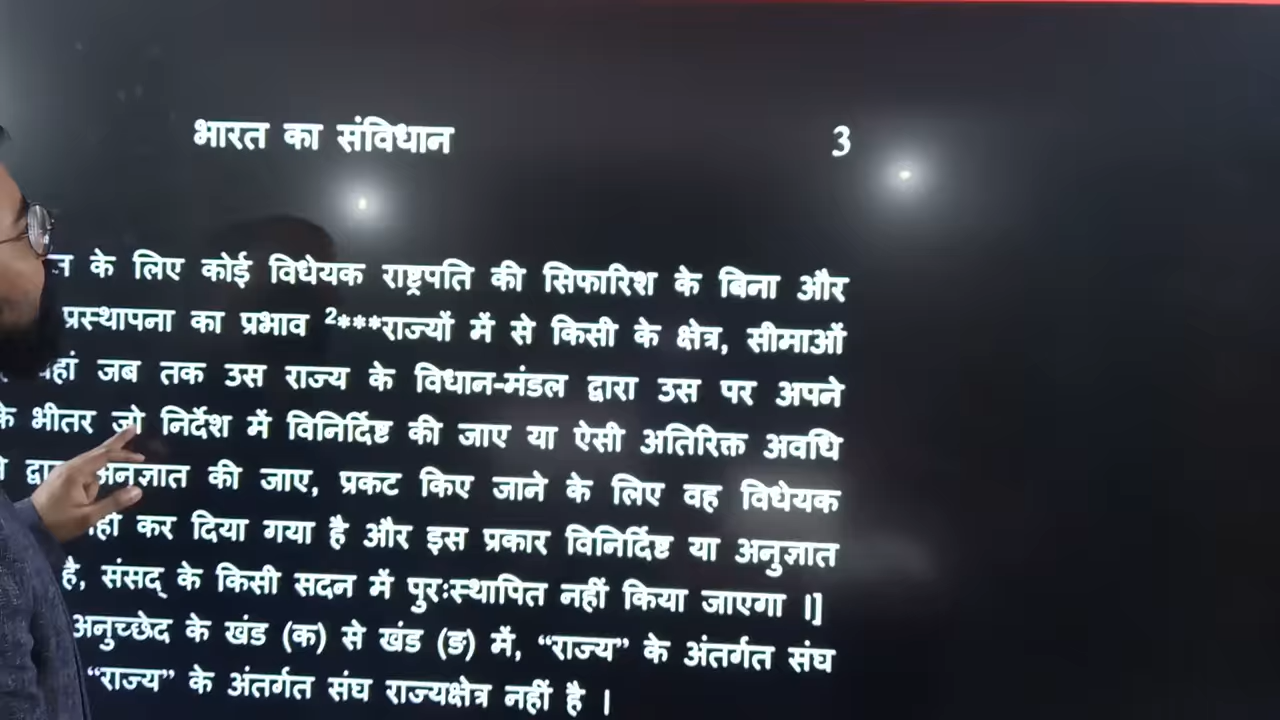 भारत का संविधान 3
के लिए कोई विधेयक राष्ट्रपति की सिफारिश के बिना और
प्रस्थापना का प्रभाव 2***राज्यों में से किसी के क्षेत्र, सीमाओं
जब तक उस राज्य के विधान-मंडल द्वारा उस पर अपने
के भीतर जो निर्देश में विनिर्दिष्ट की जाए या ऐसी अतिरिक्त अवधि
अनुज्ञात की जाए, प्रकट किए जाने के लिए वह विधेयक
कर दिया गया है और इस प्रकार विनिर्दिष्ट या अनुज्ञात
है, संसद् के किसी सदन में पुरःस्थापित नहीं किया जाएगा ।]
अनुच्छेद के खंड (क) से खंड (ङ) में, “राज्य” के अंतर्गत संघ
“राज्य” के अंतर्गत संघ राज्यक्षेत्र नहीं है ।